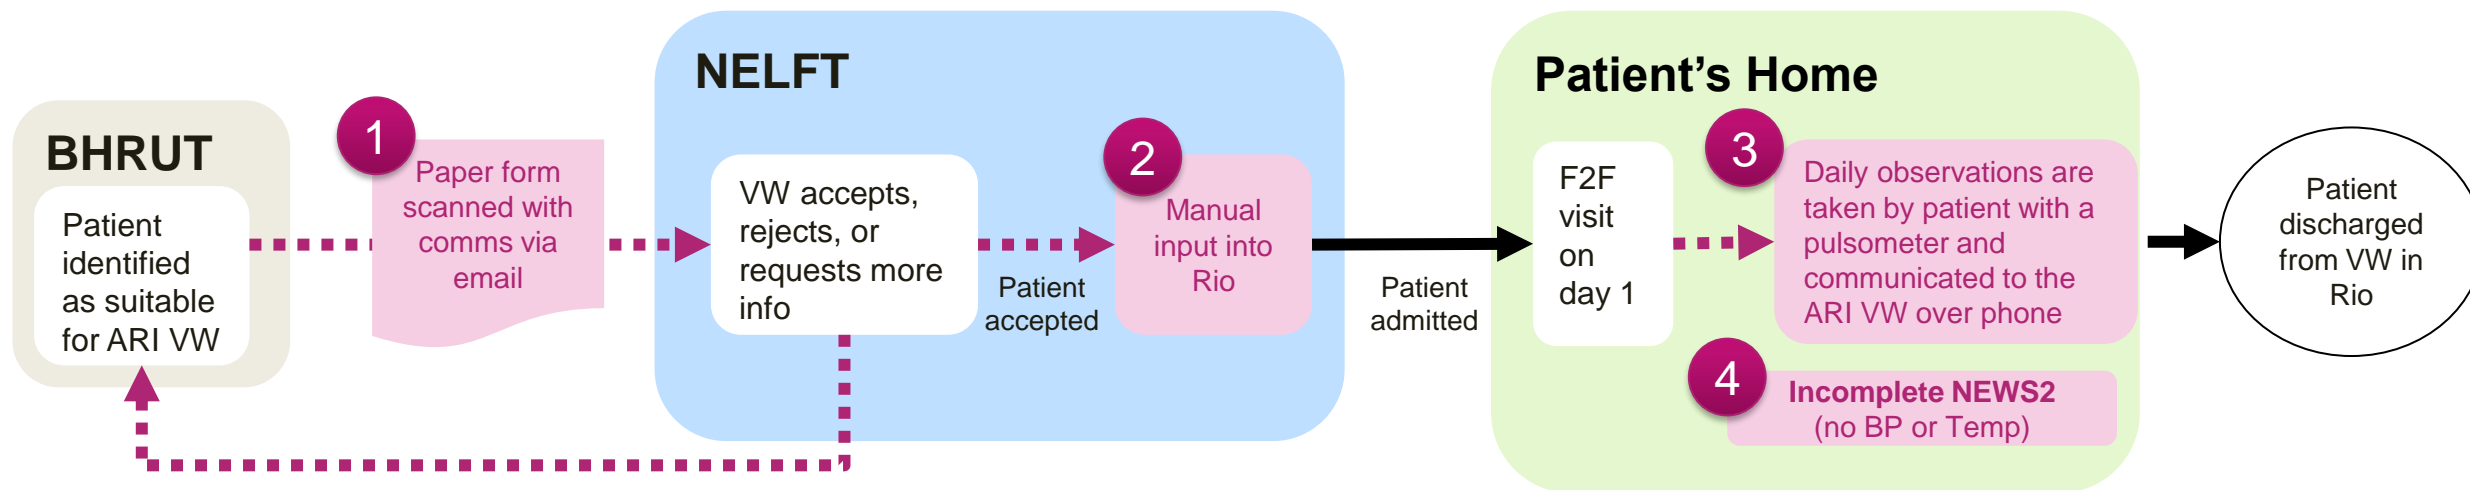 BHRUT
Patient
identified
as suitable
for ARI VW
1
Paper form
scanned with
comms via
email
NELFT
VW accepts,
rejects, or
requests more
info
Patient
accepted
2
Manual
input into
Rio
Patient
admitted
Patient’s Home
F2F
visit
on
day 1
3
Daily observations are
taken by patient with a
pulsometer and
communicated to the
ARI VW over phone
4
Incomplete NEWS2
(no BP or Temp)
Patient
discharged
from VW in
Rio